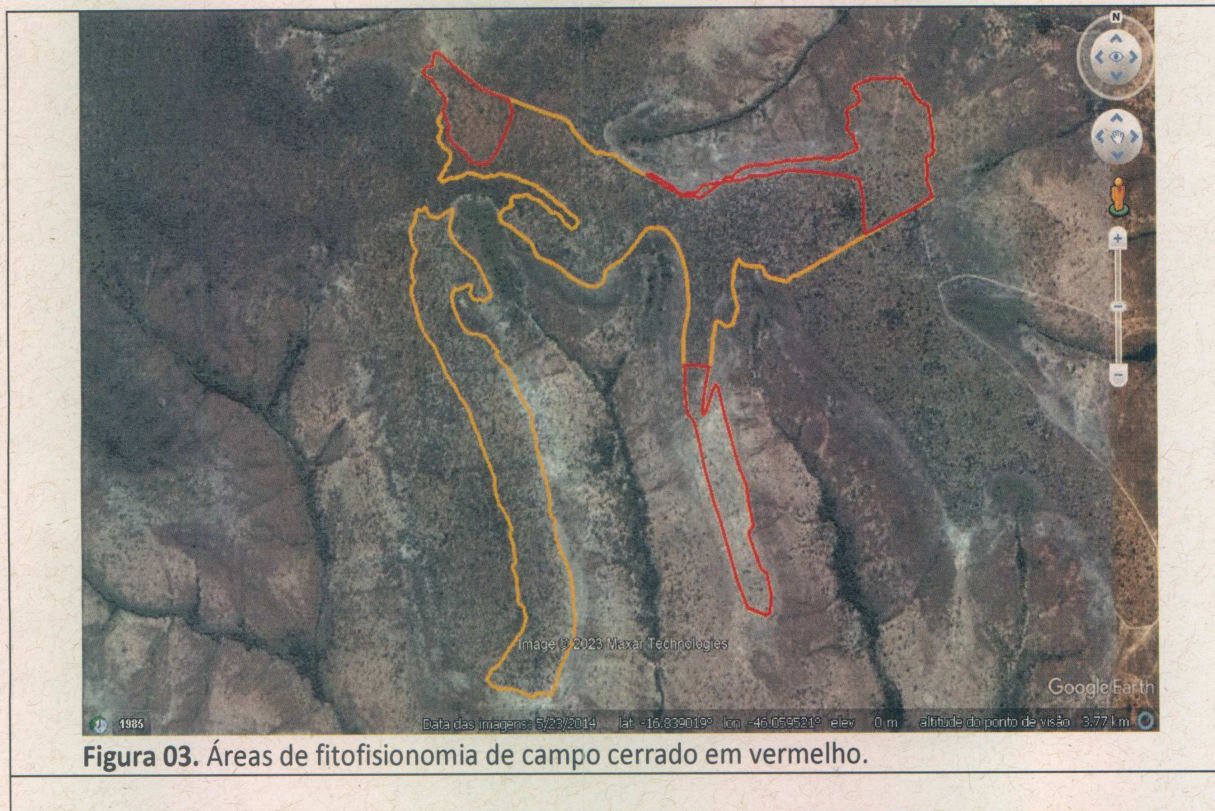 N
Image © 2023 Maxar Technologies
Google Earth
1985
Data das imagens: 5/23/2014 lat -16.839019° lon -46.059521° elev 0 m altitude do ponto de visão 3.77 km
Figura 03. Áreas de fitofisionomia de campo cerrado em vermelho.